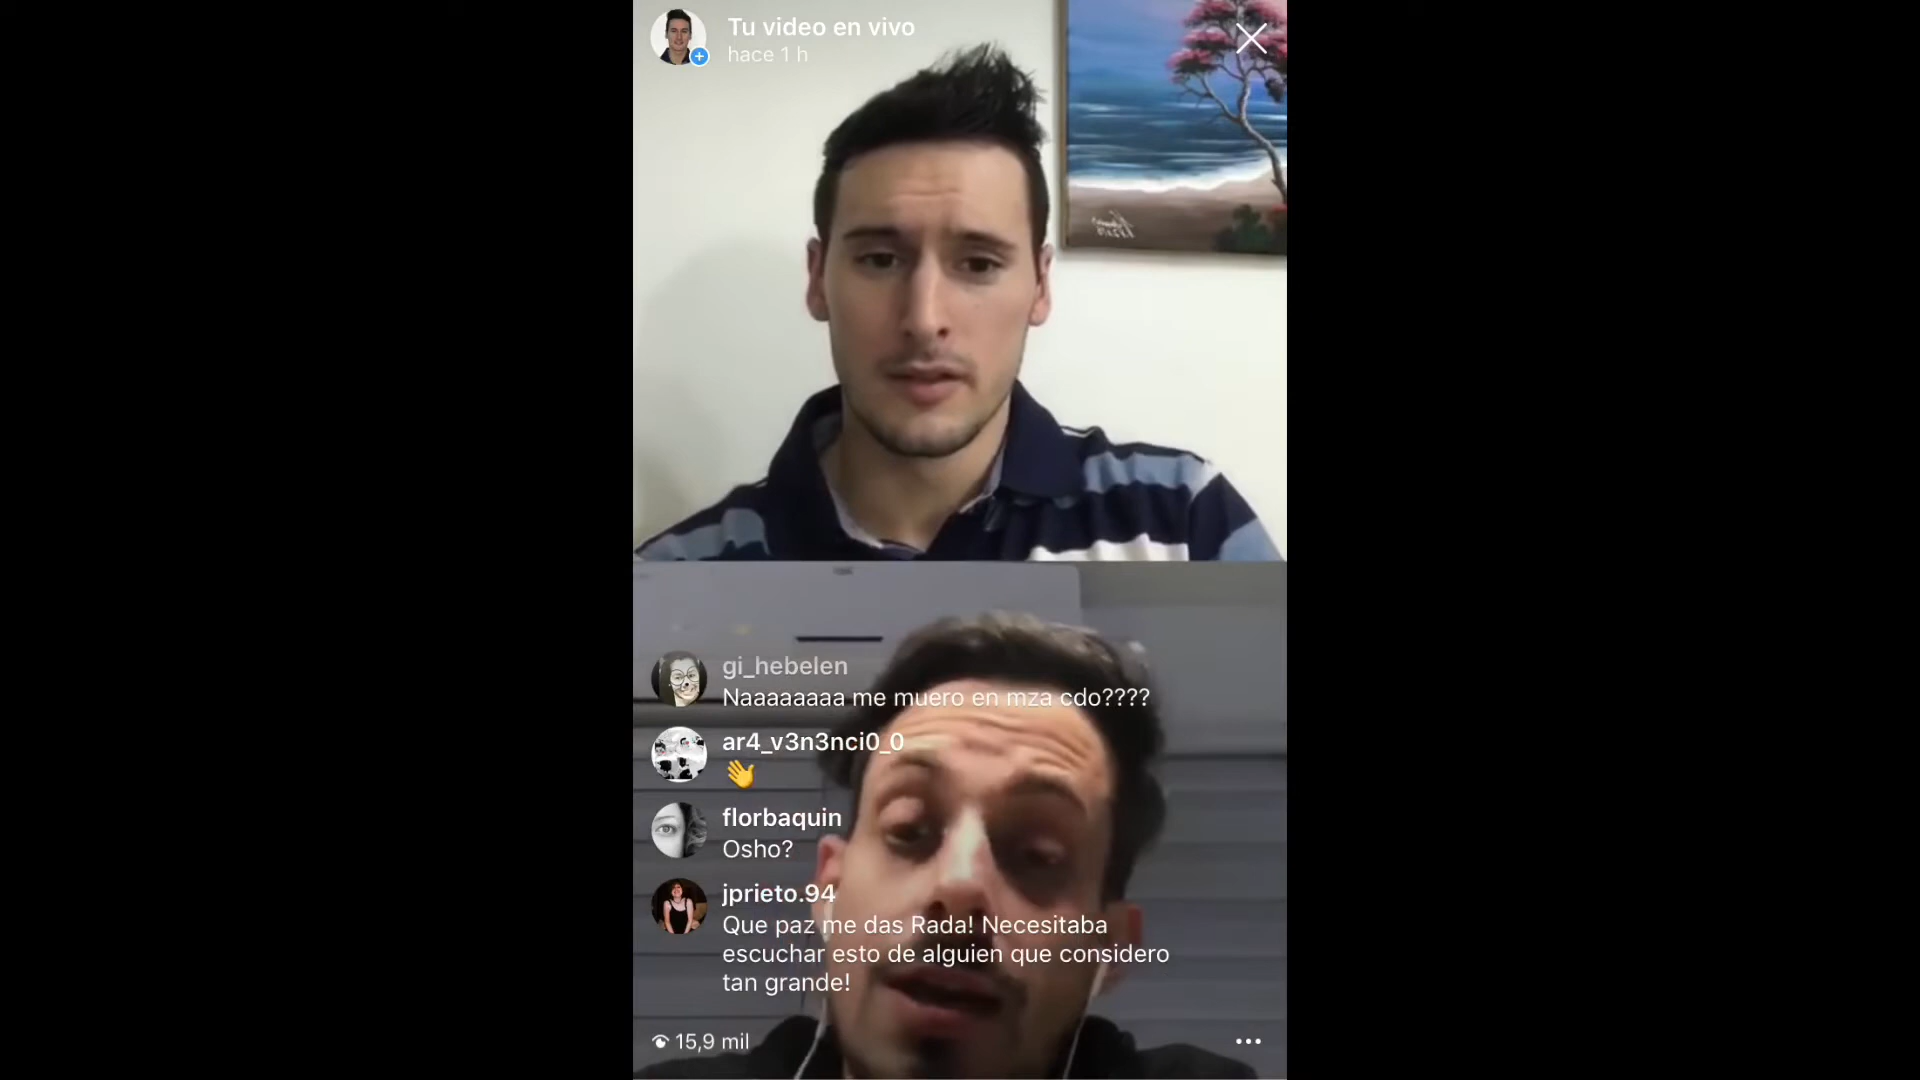 Tu video en vivo
hace 1 h
gi_hebelen
Naaaaaaaa me muero en mza cdo????
ar4_v3n3nci0_0
👋
florbaquin
Osho?
jprieto.94
Que paz me das Rada! Necesitaba
escuchar esto de alguien que considero
tan grande!
15,9 mil